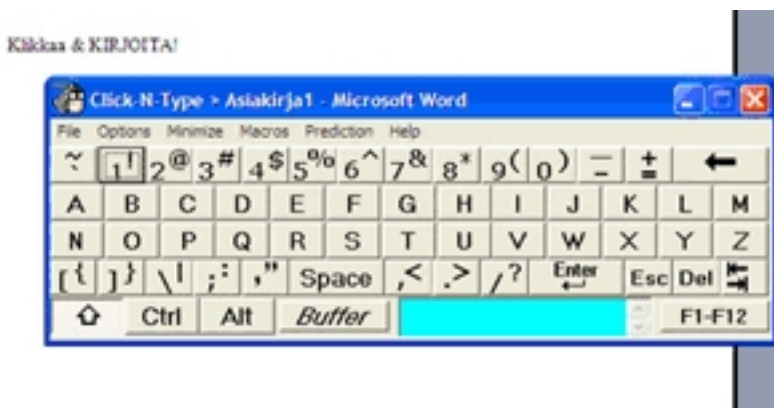 Klikkaa & KIRJOITA!
Click-N-Type > Asiakirja1 - Microsoft Word
File Options Minimize Macros Prediction Help
~ ` 1 ! 2 @ 3 # 4 $ 5 % 6 ^ 7 & 8 * 9 ( 0 ) _ - + = ←
A B C D E F G H I J K L M
N O P Q R S T U V W X Y Z
[ { ] } \ | ; : ' " Space , < . > / ? Enter Esc Del
Ctrl Alt Buffer F1-F12